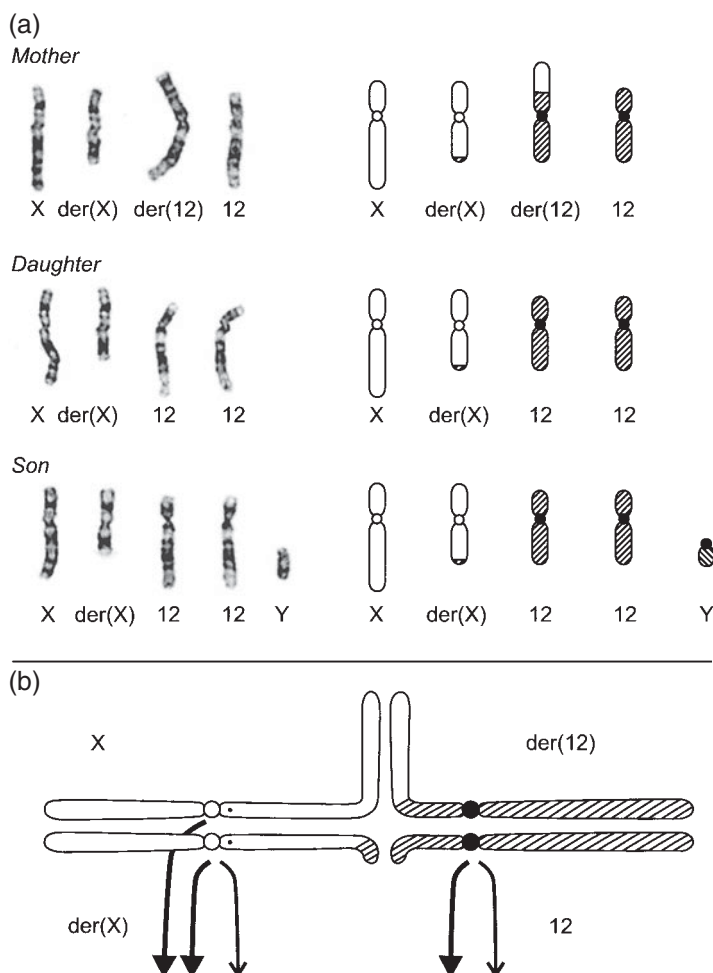 (a)
Mother
X der(X) der(12) 12 X der(X) der(12) 12
Daughter
X der(X) 12 12 X der(X) 12 12
Son
X der(X) 12 12 Y X der(X) 12 12 Y
(b)
X der(12)
der(X) 12